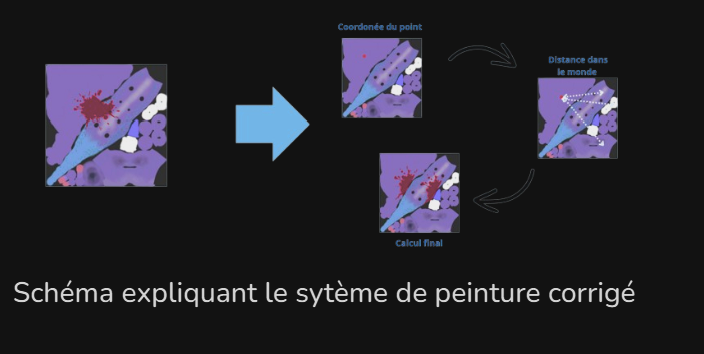 Coordonée du point
Distance dans
le monde
Calcul final
Schéma expliquant le sytème de peinture corrigé